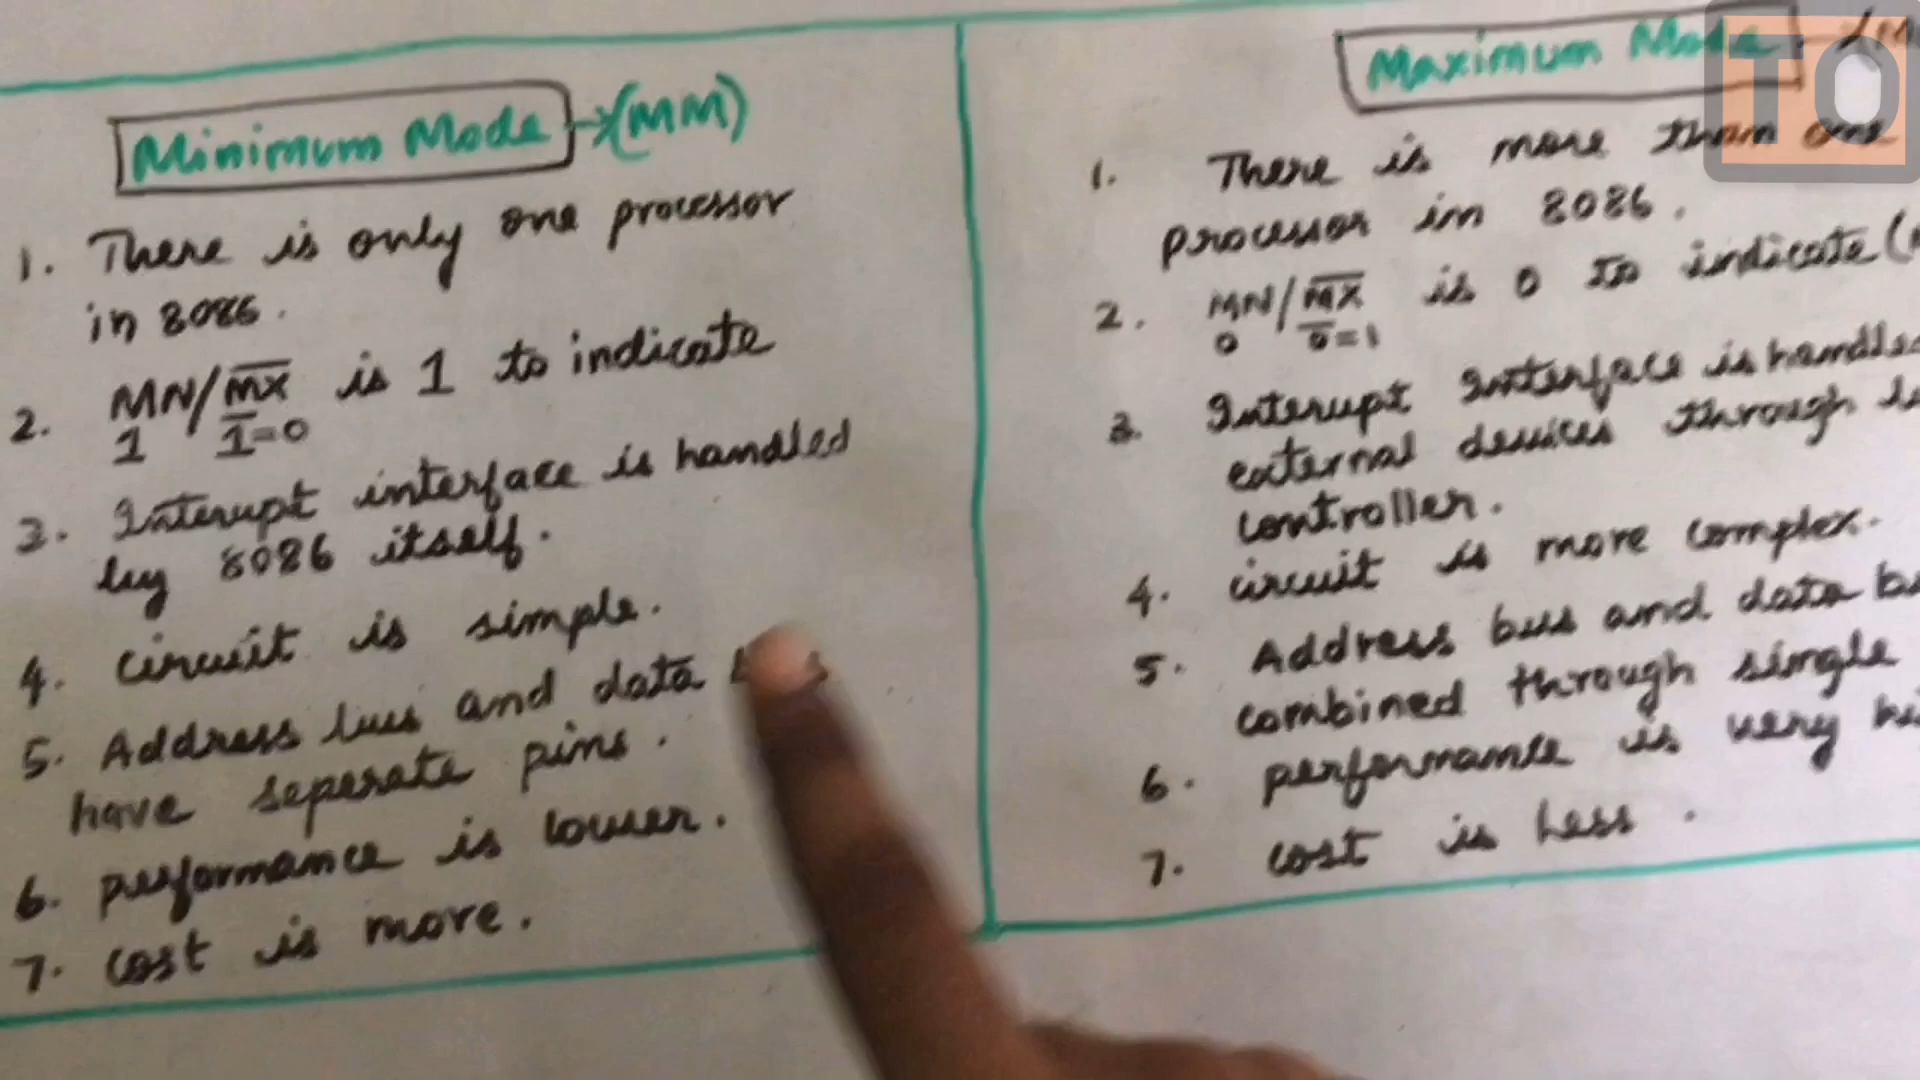 Minimum Mode → (MM)
1. There is only one processor
in 8086.
2. MN/M̅X̅ is 1 to indicate
1 1̅=0
3. Interupt interface is handled
by 8086 itself.
4. circuit is simple.
5. Address bus and data
have seperate pins.
6. performance is lower.
7. cost is more.
Maximum Mode
1. There is more than one
processor in 8086.
2. MN/M̅X̅ is 0 to indicate
0 0̅=1
3. Interupt Interface is handled
external devices through
controller.
4. circuit is more complex.
5. Address bus and data
combined through single
6. performance is very
7. cost is less.
TO